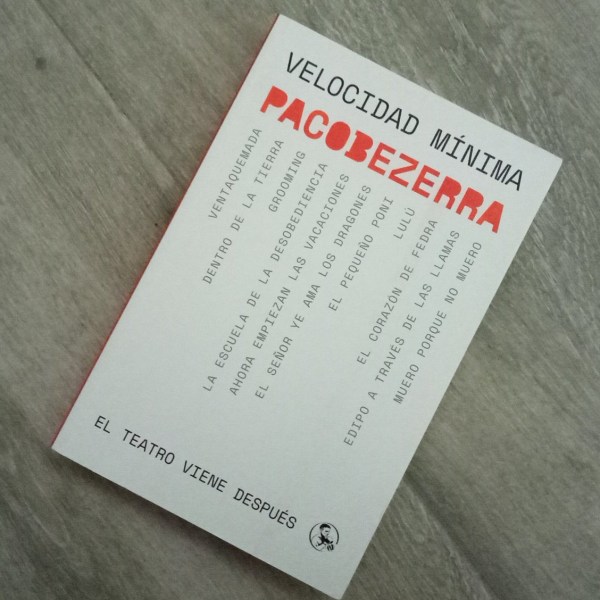 VELOCIDAD MÍNIMA
PACOBEZERRA
VENTAQUEMADA
DENTRO DE LA TIERRA
GROOMING
LA ESCUELA DE LA DESOBEDIENCIA
AHORA EMPIEZAN LAS VACACIONES
EL SEÑOR YE AMA LOS DRAGONES
EL PEQUEÑO PONI
LULÚ
EL CORAZÓN DE FEDRA
EDIPO A TRAVÉS DE LAS LLAMAS
MUERO PORQUE NO MUERO
EL TEATRO VIENE DESPUÉS